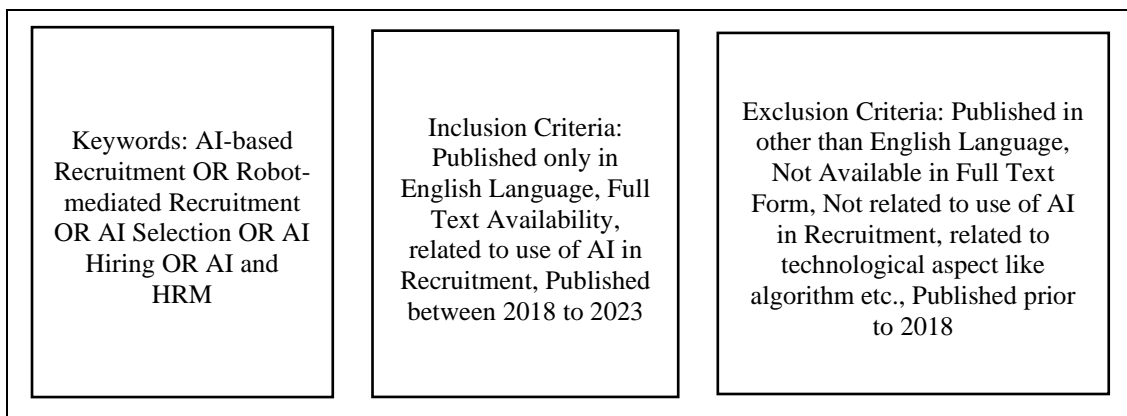 Keywords: AI-based
Recruitment OR Robot-
mediated Recruitment
OR AI Selection OR AI
Hiring OR AI and
HRM
Inclusion Criteria:
Published only in
English Language, Full
Text Availability,
related to use of AI in
Recruitment, Published
between 2018 to 2023
Exclusion Criteria: Published in
other than English Language,
Not Available in Full Text
Form, Not related to use of AI
in Recruitment, related to
technological aspect like
algorithm etc., Published prior
to 2018